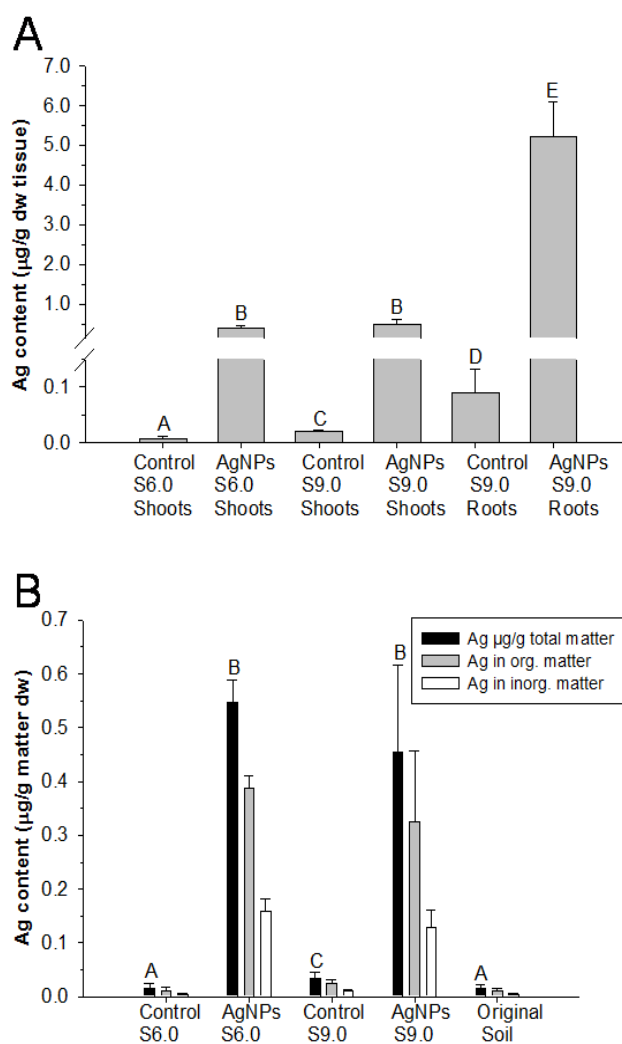 A
Ag content (µg/g dw tissue)
7.0
6.0
5.0
4.0
3.0
2.0
1.0
0.1
0.0
A
B
C
B
D
E
Control S6.0 Shoots
AgNPs S6.0 Shoots
Control S9.0 Shoots
AgNPs S9.0 Shoots
Control S9.0 Roots
AgNPs S9.0 Roots
B
Ag content (µg/g matter dw)
0.7
0.6
0.5
0.4
0.3
0.2
0.1
0.0
Ag µg/g total matter
Ag in org. matter
Ag in inorg. matter
A
B
C
B
A
Control S6.0
AgNPs S6.0
Control S9.0
AgNPs S9.0
Original Soil